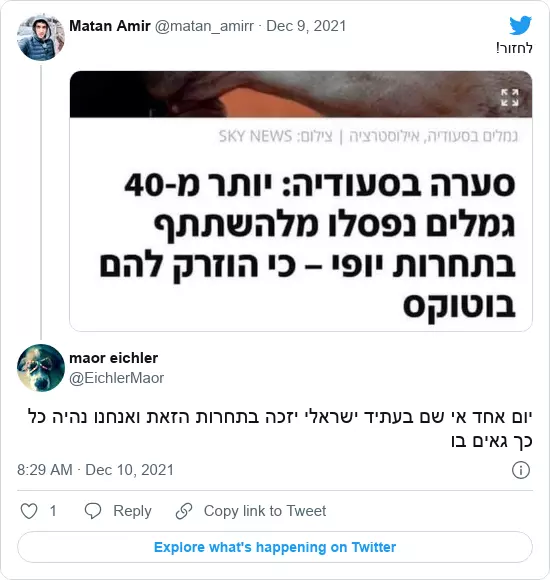 Matan Amir @matan_amirr · Dec 9, 2021
לחזור!
גמלים בסעודיה, אילוסטרציה | צילום: SKY NEWS
סערה בסעודיה: יותר מ-40
גמלים נפסלו מלהשתתף
בתחרות יופי – כי הוזרק להם
בוטוקס
maor eichler
@EichlerMaor
יום אחד אי שם בעתיד ישראלי יזכה בתחרות הזאת ואנחנו נהיה כל
כך גאים בו
8:29 AM · Dec 10, 2021
1 Reply Copy link to Tweet
Explore what's happening on Twitter